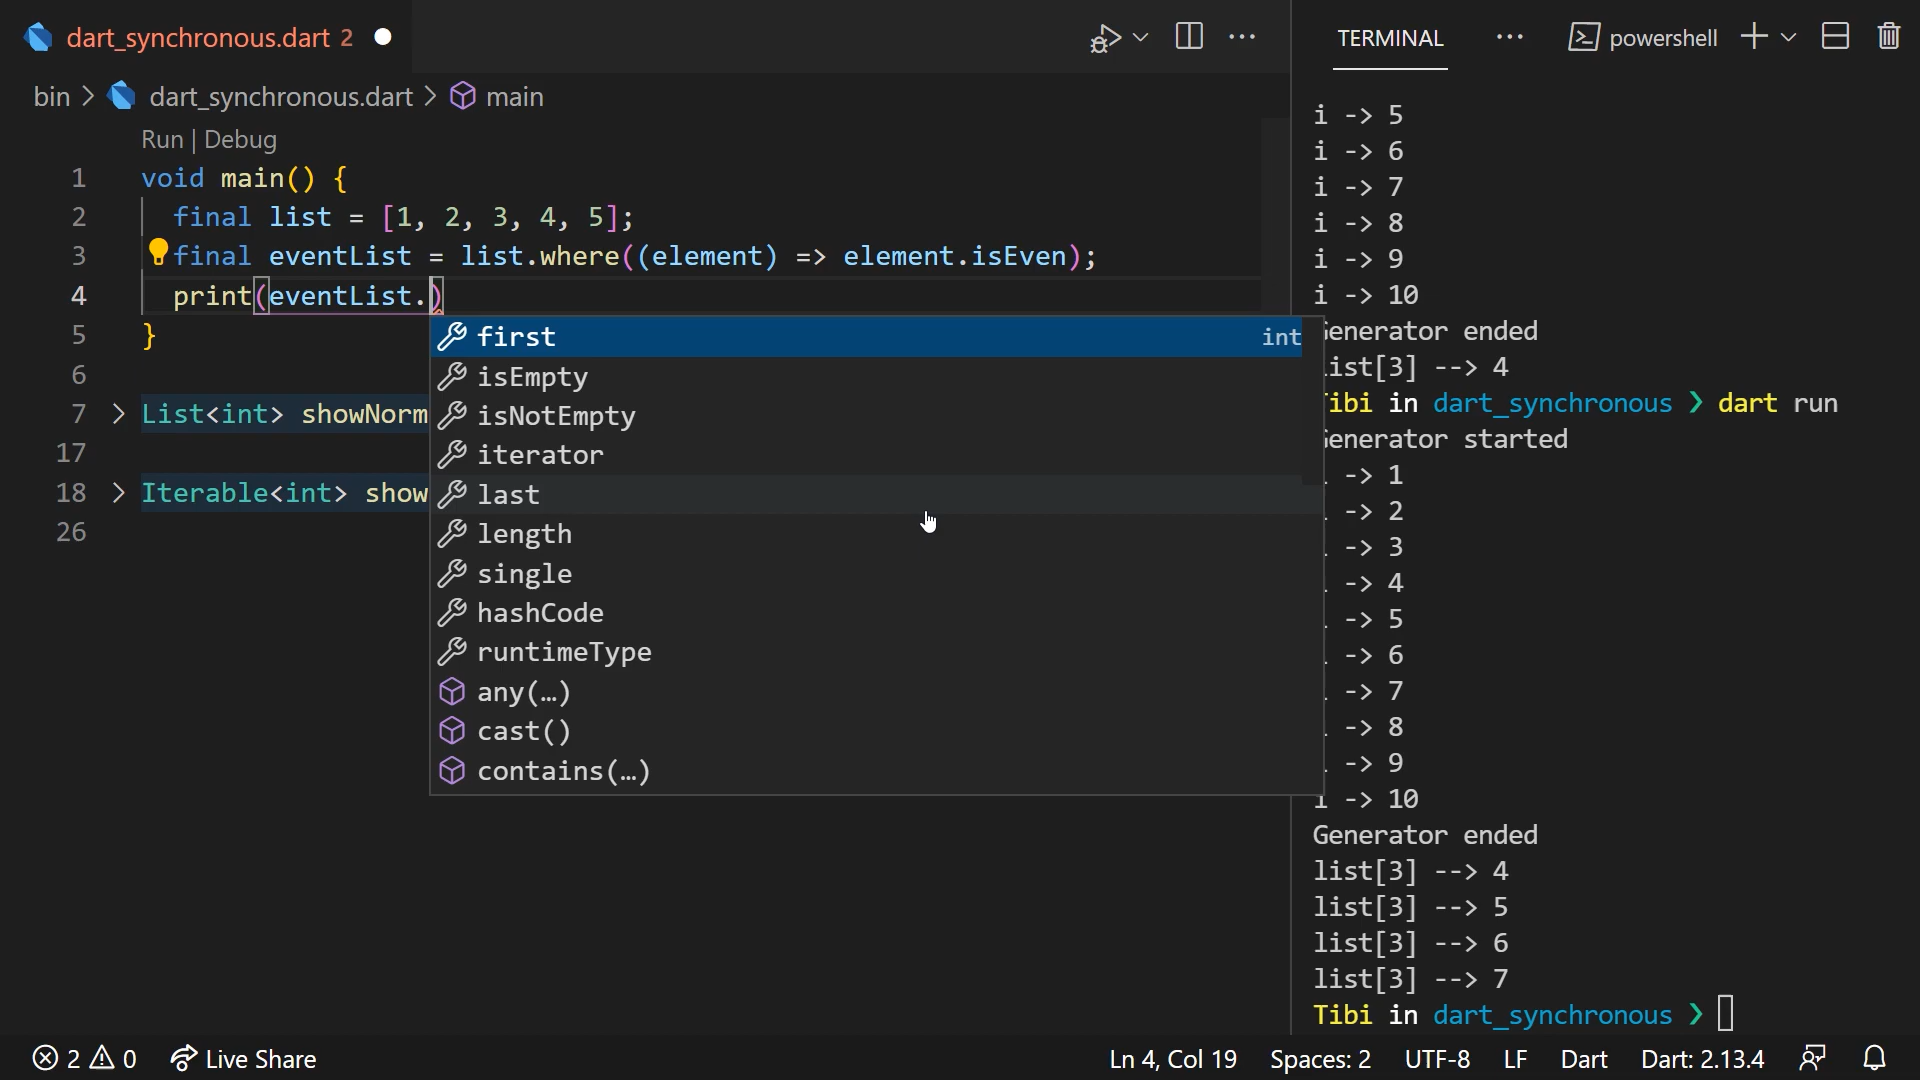 dart_synchronous.dart 2
TERMINAL
powershell
bin > dart_synchronous.dart > main
Run | Debug
1 void main() {
2 final list = [1, 2, 3, 4, 5];
3 final eventList = list.where((element) => element.isEven);
4 print(eventList.)
5 }
6
7 > List<int> showNorm
17
18 > Iterable<int> show
26
first int
isEmpty
isNotEmpty
iterator
last
length
single
hashCode
runtimeType
any(…)
cast()
contains(…)
i -> 5
i -> 6
i -> 7
i -> 8
i -> 9
i -> 10
enerator ended
ist[3] --> 4
ibi in dart_synchronous ❯ dart run
enerator started
-> 1
-> 2
-> 3
-> 4
-> 5
-> 6
-> 7
-> 8
-> 9
i -> 10
Generator ended
list[3] --> 4
list[3] --> 5
list[3] --> 6
list[3] --> 7
Tibi in dart_synchronous ❯
2 0 Live Share
Ln 4, Col 19 Spaces: 2 UTF-8 LF Dart Dart: 2.13.4